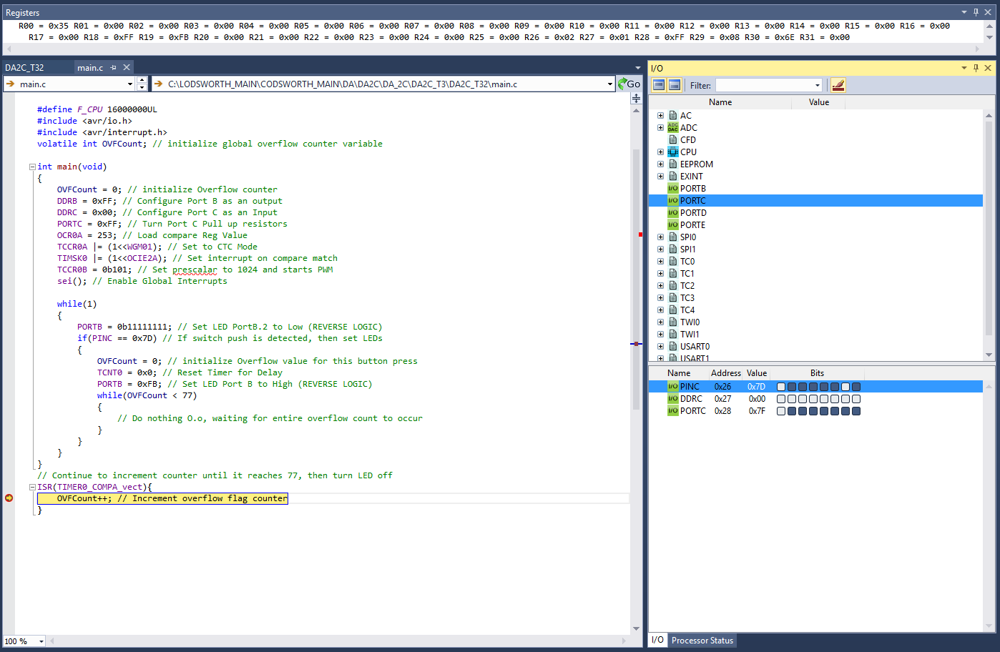 Registers
R00 = 0x35 R01 = 0x00 R02 = 0x00 R03 = 0x00 R04 = 0x00 R05 = 0x00 R06 = 0x00 R07 = 0x00 R08 = 0x00 R09 = 0x00 R10 = 0x00 R11 = 0x00 R12 = 0x00 R13 = 0x00 R14 = 0x00 R15 = 0x00 R16 = 0x00
R17 = 0x00 R18 = 0xFF R19 = 0xFB R20 = 0x00 R21 = 0x00 R22 = 0x00 R23 = 0x00 R24 = 0x00 R25 = 0x00 R26 = 0x02 R27 = 0x01 R28 = 0xFF R29 = 0x08 R30 = 0x6E R31 = 0x00
DA2C_T32 main.c
main.c C:\LODSWORTH_MAIN\CODSWORTH_MAIN\DA\DA2C\DA_2C\DA2C_T3\DA2C_T32\main.c Go
#define F_CPU 16000000UL
#include <avr/io.h>
#include <avr/interrupt.h>
volatile int OVFCount; // initialize global overflow counter variable
int main(void)
{
OVFCount = 0; // initialize Overflow counter
DDRB = 0xFF; // Configure Port B as an output
DDRC = 0x00; // Configure Port C as an Input
PORTC = 0xFF; // Turn Port C Pull up resistors
OCR0A = 253; // Load compare Reg Value
TCCR0A |= (1<<WGM01); // Set to CTC Mode
TIMSK0 |= (1<<OCIE2A); // Set interrupt on compare match
TCCR0B = 0b101; // Set prescalar to 1024 and starts PWM
sei(); // Enable Global Interrupts
while(1)
{
PORTB = 0b11111111; // Set LED PortB.2 to Low (REVERSE LOGIC)
if(PINC == 0x7D) // If switch push is detected, then set LEDs
{
OVFCount = 0; // initialize Overflow value for this button press
TCNT0 = 0x0; // Reset Timer for Delay
PORTB = 0xFB; // Set LED Port B to High (REVERSE LOGIC)
while(OVFCount < 77)
{
// Do nothing O.o, waiting for entire overflow count to occur
}
}
}
}
// Continue to increment counter until it reaches 77, then turn LED off
ISR(TIMER0_COMPA_vect){
OVFCount++; // Increment overflow flag counter
}
100 %
I/O
Filter:
Name Value
AC
ADC DAC ADC
CFD
CPU
EEPROM
EXINT
I/O PORTB
I/O PORTC
I/O PORTD
I/O PORTE
SPI0
SPI1
TC0
TC1
TC2
TC3
TC4
TWI0
TWI1
USART0
USART1
Name Address Value Bits
I/O PINC 0x26 0x7D
I/O DDRC 0x27 0x00
I/O PORTC 0x28 0x7F
I/O Processor Status